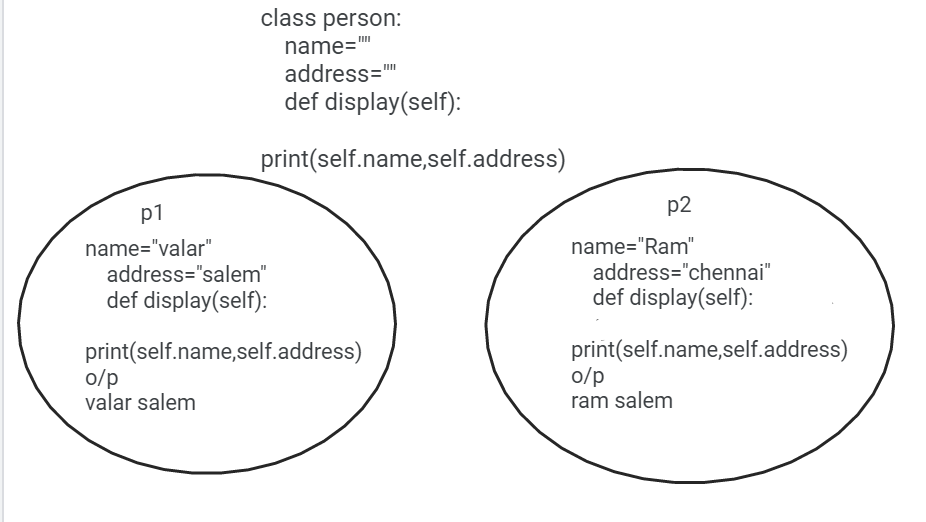 class person:
name=""
address=""
def display(self):
print(self.name,self.address)
p1
name="valar"
address="salem"
def display(self):
print(self.name,self.address)
o/p
valar salem
p2
name="Ram"
address="chennai"
def display(self):
print(self.name,self.address)
o/p
ram salem